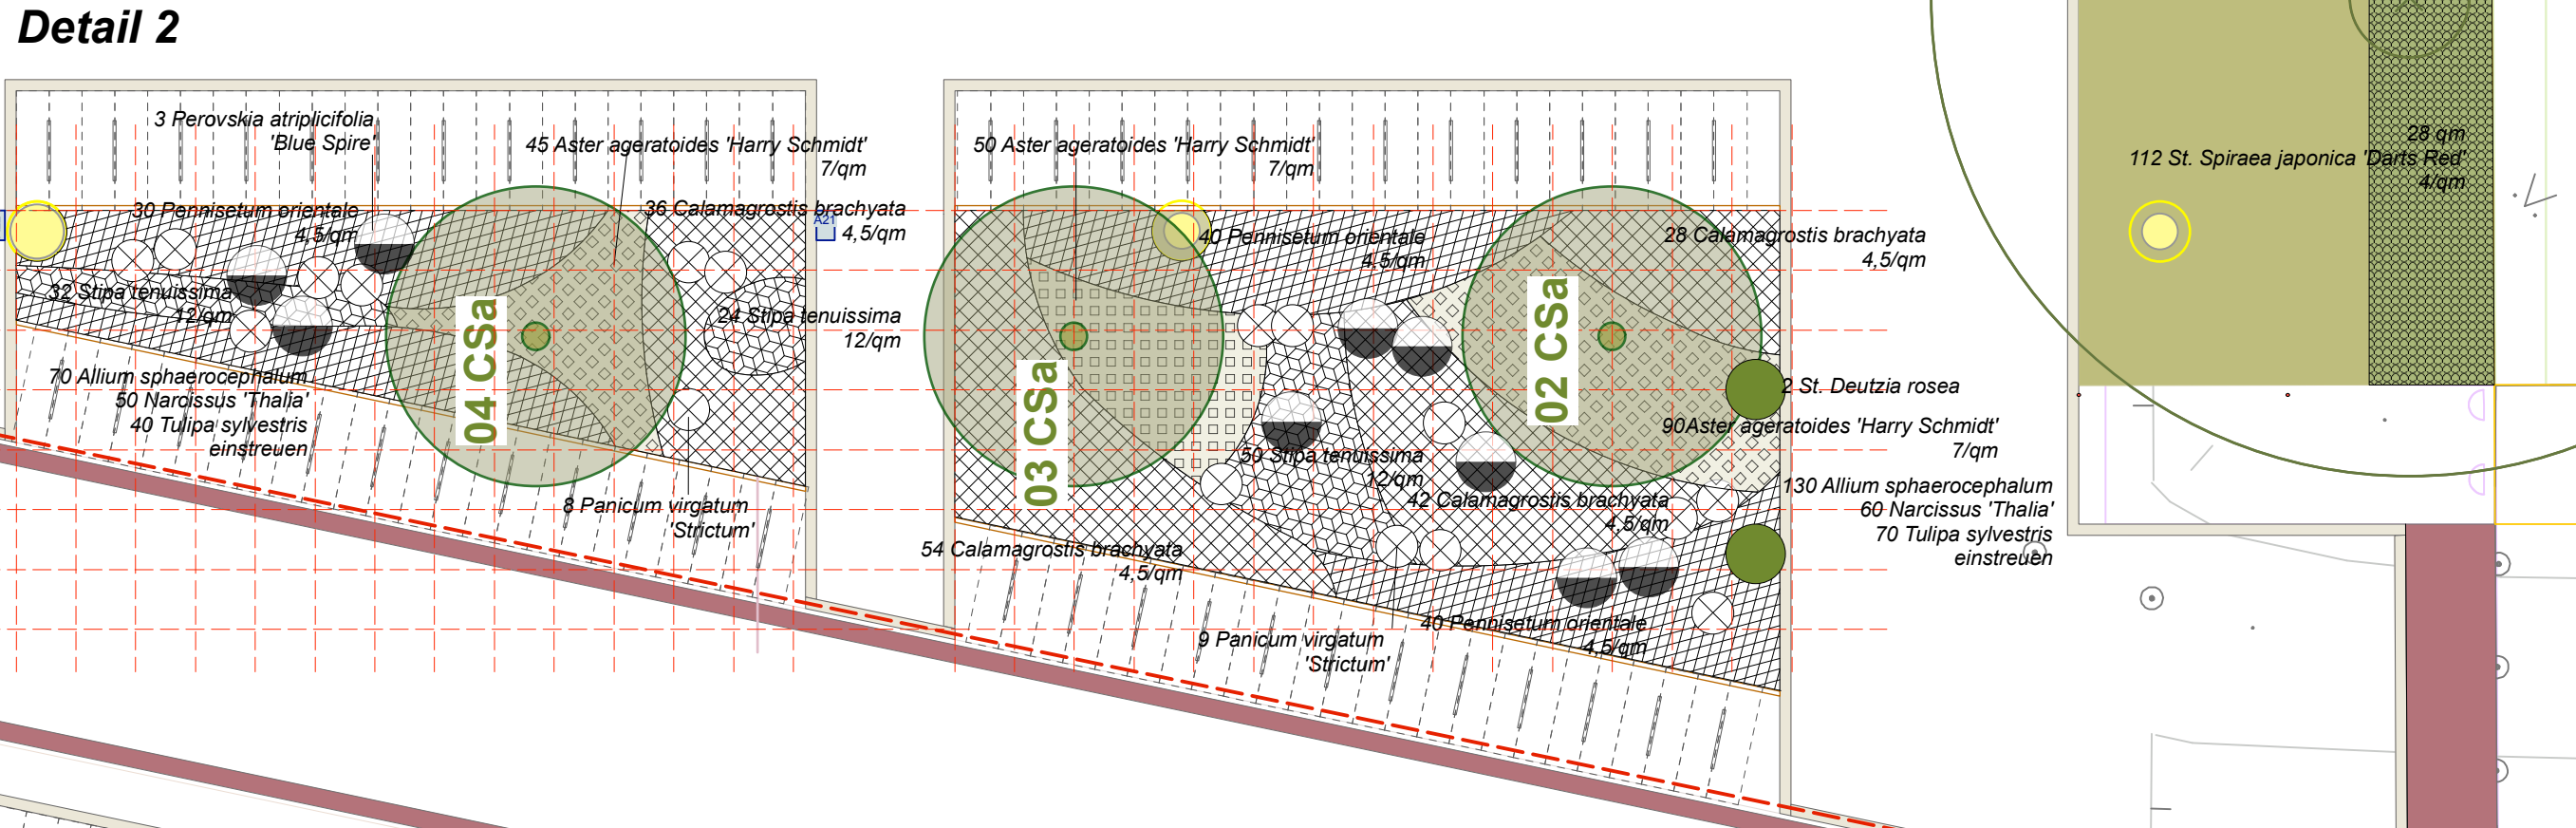 Detail 2
3 Perovskia atriplicifolia
'Blue Spire'
45 Aster ageratoides 'Harry Schmidt'
7/qm
30 Pennisetum orientale
4,5/qm
36 Calamagrostis brachyata
4,5/qm
A21
32 Stipa tenuissima
12/qm
24 Stipa tenuissima
12/qm
04 CSa
70 Allium sphaerocephalum
50 Narcissus 'Thalia'
40 Tulipa sylvestris
einstreuen
8 Panicum virgatum
'Strictum'
50 Aster ageratoides 'Harry Schmidt'
7/qm
40 Pennisetum orientale
4,5/qm
28 Calamagrostis brachyata
4,5/qm
03 CSa
02 CSa
2 St. Deutzia rosea
90Aster ageratoides 'Harry Schmidt'
7/qm
50 Stipa tenuissima
12/qm
42 Calamagrostis brachyata
4,5/qm
130 Allium sphaerocephalum
60 Narcissus 'Thalia'
70 Tulipa sylvestris
einstreuen
54 Calamagrostis brachyata
4,5/qm
9 Panicum virgatum
'Strictum'
40 Pennisetum orientale
4,5/qm
28 qm
112 St. Spiraea japonica 'Darts Red'
4/qm